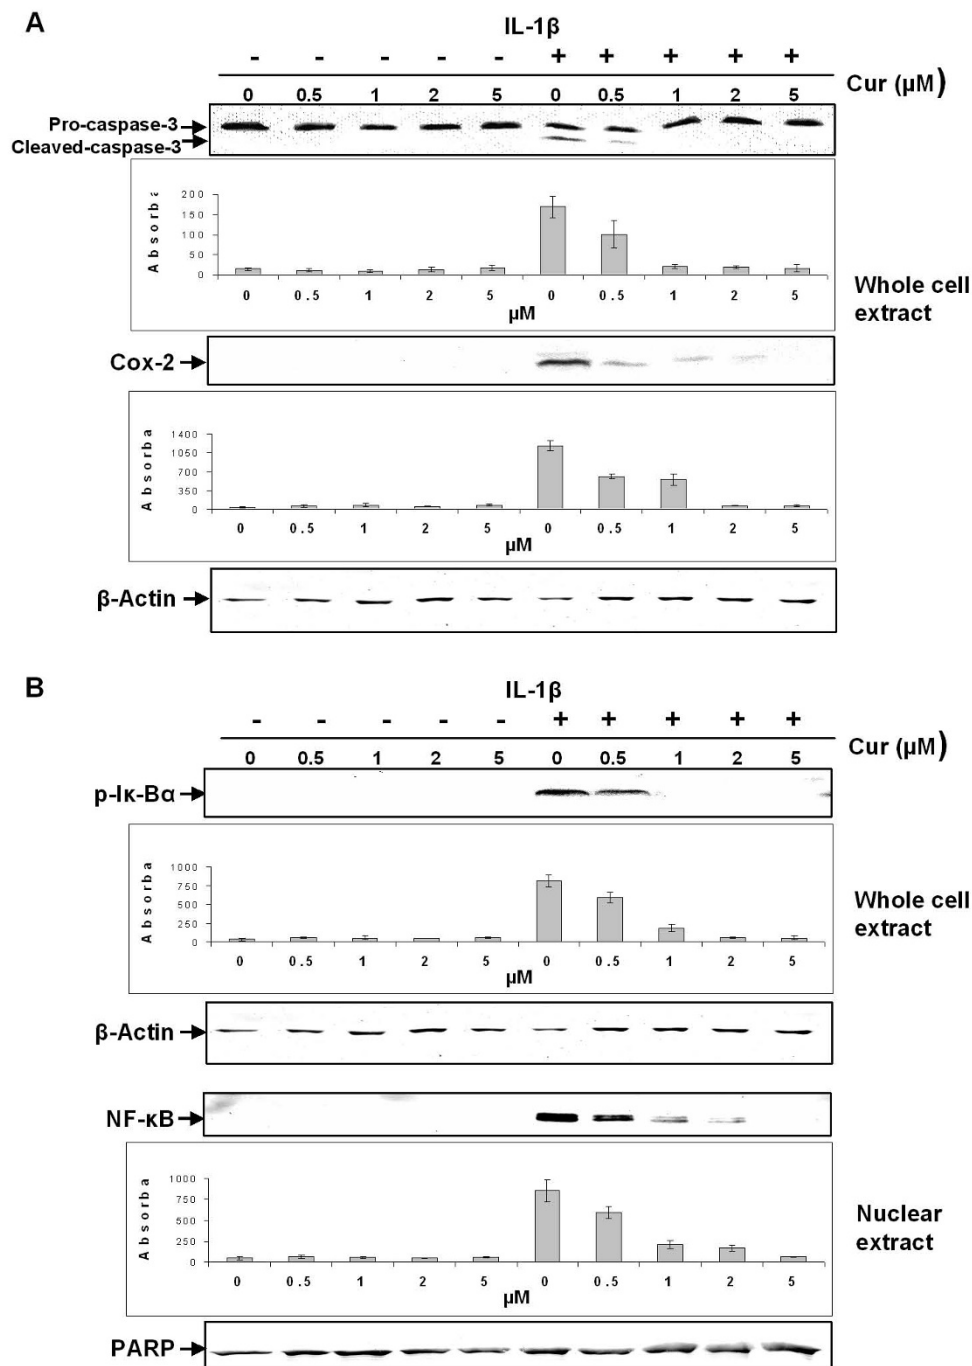 A
IL-1β
- - - - - + + + + +
Cur (µM)
0 0.5 1 2 5 0 0.5 1 2 5
Pro-caspase-3
Cleaved-caspase-3
Absorba
200
150
100
50
0
0 0.5 1 2 5 0 0.5 1 2 5
µM
Whole cell
extract
Cox-2
Absorba
1400
1050
700
350
0
0 0.5 1 2 5 0 0.5 1 2 5
µM
β-Actin
B
IL-1β
- - - - - + + + + +
Cur (µM)
0 0.5 1 2 5 0 0.5 1 2 5
p-Iκ-Bα
Absorba
1000
750
500
250
0
0 0.5 1 2 5 0 0.5 1 2 5
µM
Whole cell
extract
β-Actin
NF-κB
Absorba
1000
750
500
250
0
0 0.5 1 2 5 0 0.5 1 2 5
µM
Nuclear
extract
PARP